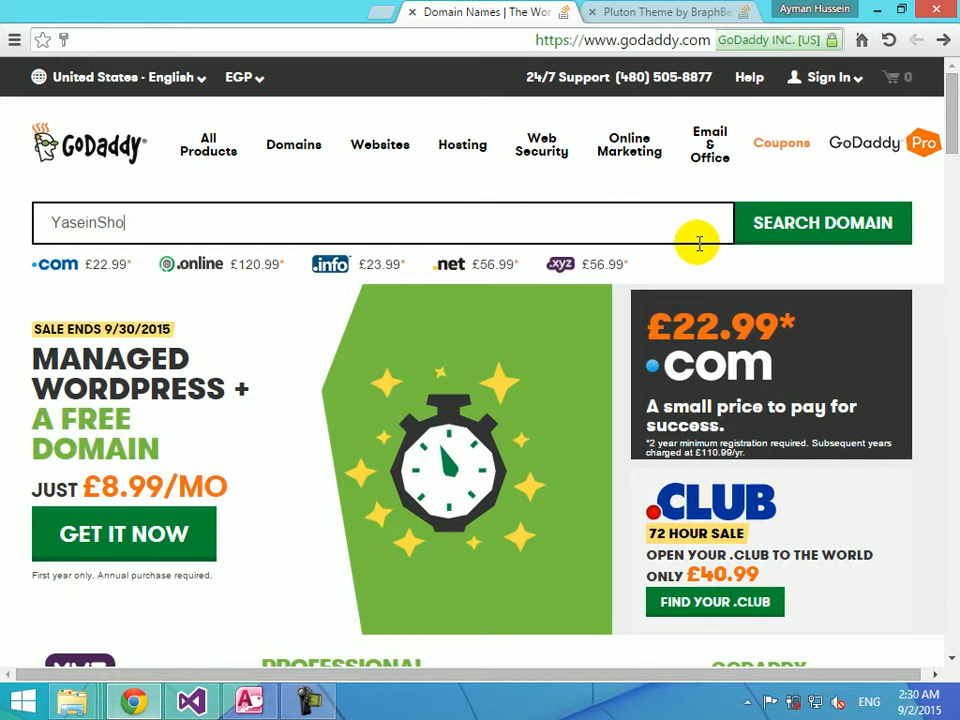 Domain Names | The Wor
Pluton Theme by BraphBe
Ayman Hussein
https://www.godaddy.com
GoDaddy INC. [US]
United States - English
EGP
24/7 Support (480) 505-8877
Help
Sign In
0
GoDaddy
All Products
Domains
Websites
Hosting
Web Security
Online Marketing
Email & Office
Coupons
GoDaddy Pro
YaseinSho
SEARCH DOMAIN
.com £22.99*
.online £120.99*
.info £23.99*
.net £56.99*
.xyz £56.99*
SALE ENDS 9/30/2015
MANAGED
WORDPRESS +
A FREE
DOMAIN
JUST £8.99/MO
GET IT NOW
First year only. Annual purchase required.
£22.99*
.com
A small price to pay for
success.
*2 year minimum registration required. Subsequent years
charged at £110.99/yr.
.CLUB
72 HOUR SALE
OPEN YOUR .CLUB TO THE WORLD
ONLY £40.99
FIND YOUR .CLUB
PROFESSIONAL
GODADDY
ENG
2:30 AM
9/2/2015